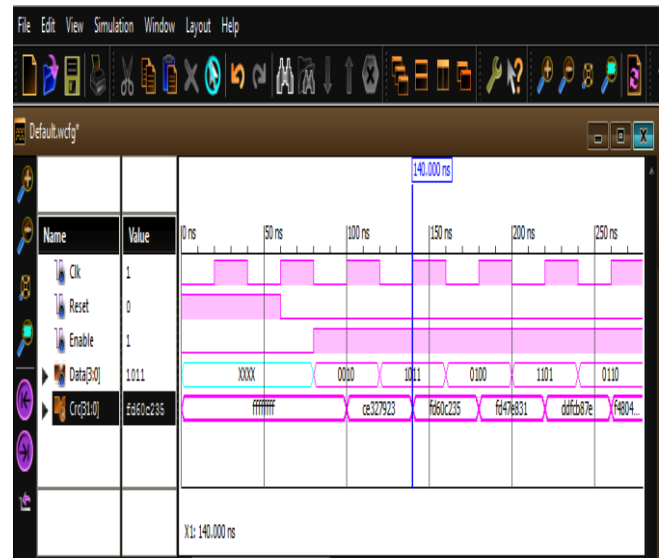 File Edit View Simulation Window Layout Help
Default.wcfg*
140.000 ns
Name Value 0 ns 50 ns 100 ns 150 ns 200 ns 250 ns
Clk 1
Reset 0
Enable 1
Data[3:0] 1011 XXXX 0010 1011 0100 1101 0110
Crc[31:0] fd60c235 ffffffff ce327923 fd60c235 fd47e831 ddfcb87e f4804...
X1: 140.000 ns